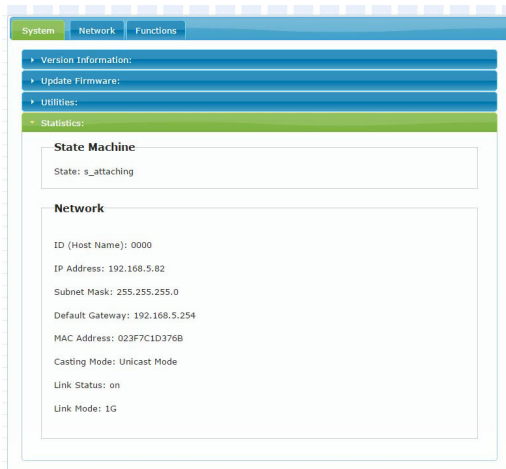 System Network Functions
Version Information:
Update Firmware:
Utilities:
Statistics:
State Machine
State: s_attaching
Network
ID (Host Name): 0000
IP Address: 192.168.5.82
Subnet Mask: 255.255.255.0
Default Gateway: 192.168.5.254
MAC Address: 023F7C1D376B
Casting Mode: Unicast Mode
Link Status: on
Link Mode: 1G